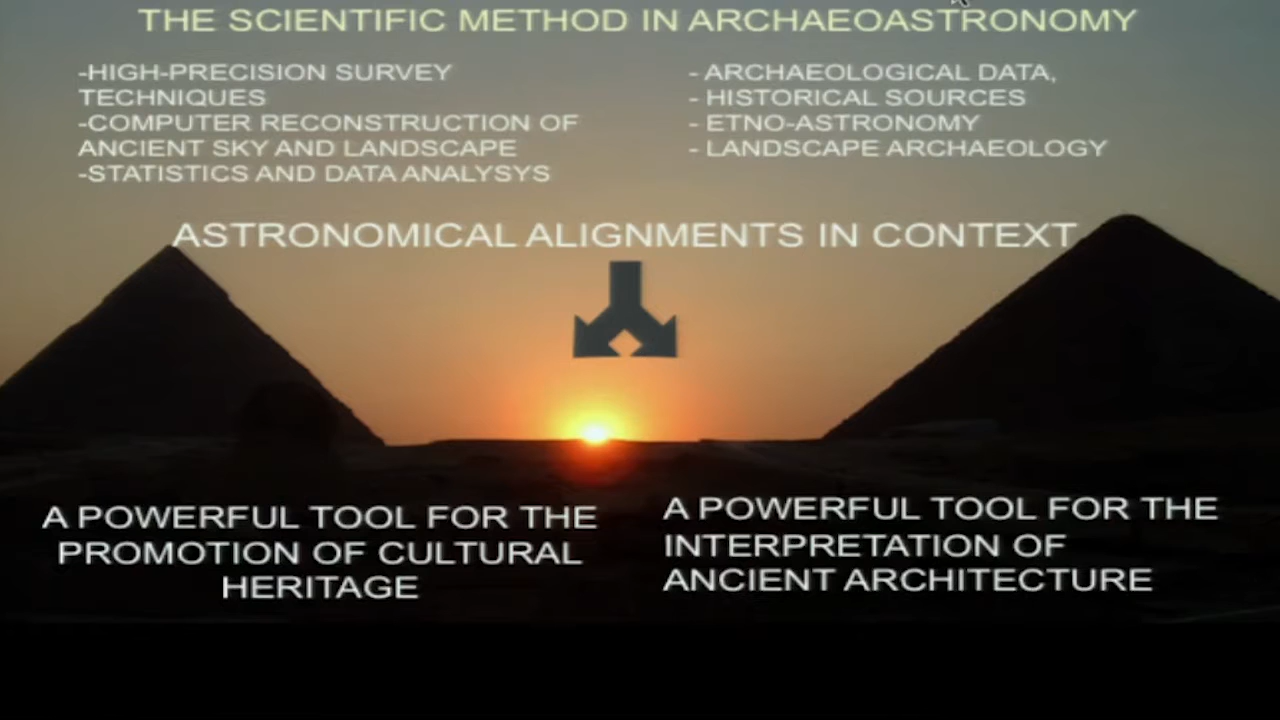 THE SCIENTIFIC METHOD IN ARCHAEOASTRONOMY
-HIGH-PRECISION SURVEY
TECHNIQUES
-COMPUTER RECONSTRUCTION OF
ANCIENT SKY AND LANDSCAPE
-STATISTICS AND DATA ANALYSYS
- ARCHAEOLOGICAL DATA,
- HISTORICAL SOURCES
- ETNO-ASTRONOMY
- LANDSCAPE ARCHAEOLOGY
ASTRONOMICAL ALIGNMENTS IN CONTEXT
A POWERFUL TOOL FOR THE
PROMOTION OF CULTURAL
HERITAGE
A POWERFUL TOOL FOR THE
INTERPRETATION OF
ANCIENT ARCHITECTURE